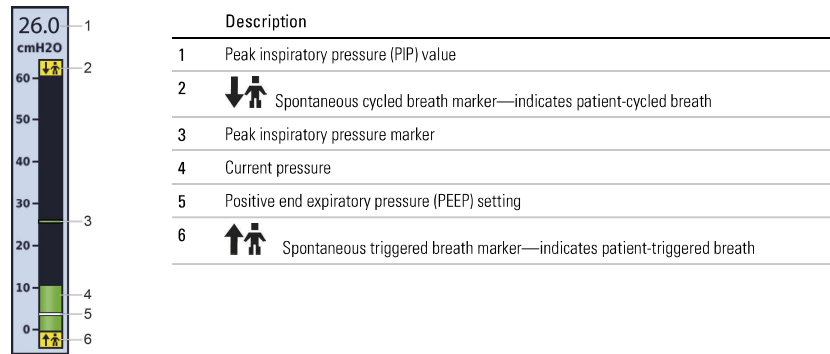 26.0
cmH2O
60
50
40
30
20
10
0
1
2
3
4
5
6
Description
1 Peak inspiratory pressure (PIP) value
2 Spontaneous cycled breath marker—indicates patient-cycled breath
3 Peak inspiratory pressure marker
4 Current pressure
5 Positive end expiratory pressure (PEEP) setting
6 Spontaneous triggered breath marker—indicates patient-triggered breath